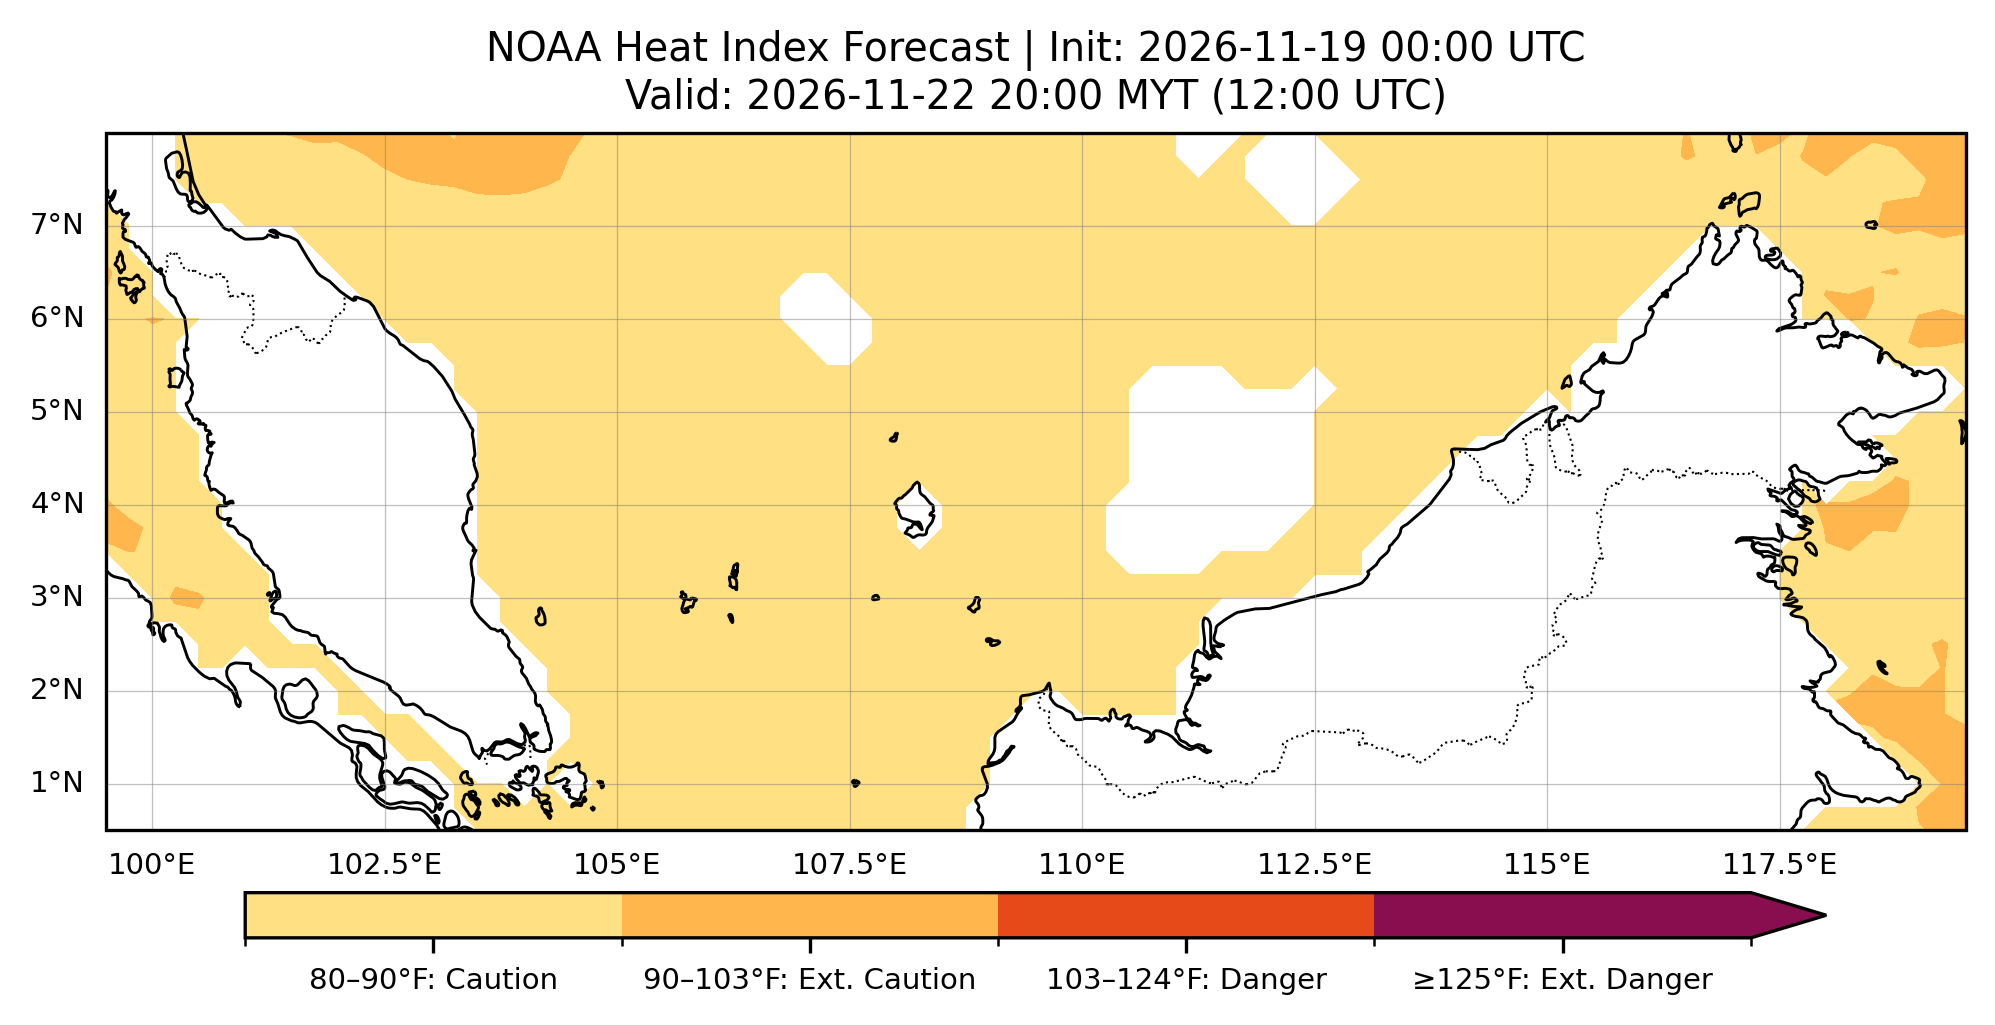 NOAA Heat Index Forecast | Init: 2026-11-19 00:00 UTC
Valid: 2026-11-22 20:00 MYT (12:00 UTC)
7°N
6°N
5°N
4°N
3°N
2°N
1°N
100°E 102.5°E 105°E 107.5°E 110°E 112.5°E 115°E 117.5°E
80–90°F: Caution 90–103°F: Ext. Caution 103–124°F: Danger ≥125°F: Ext. Danger